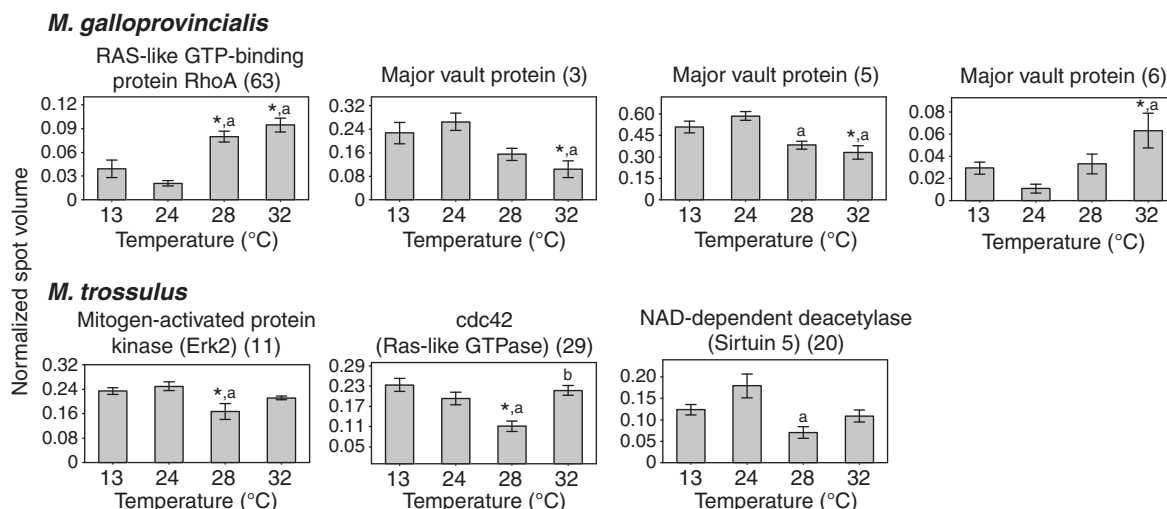 M. galloprovincialis
RAS-like GTP-binding
protein RhoA (63)
0.12
0.09
0.06
0.03
0
*,a
*,a
13 24 28 32
Temperature (°C)
Major vault protein (3)
0.32
0.24
0.16
0.08
0
*,a
13 24 28 32
Temperature (°C)
Major vault protein (5)
0.60
0.45
0.30
0.15
a
*,a
13 24 28 32
Temperature (°C)
Major vault protein (6)
0.08
0.06
0.04
0.02
0
*,a
13 24 28 32
Temperature (°C)
Normalized spot volume
M. trossulus
Mitogen-activated protein
kinase (Erk2) (11)
0.32
0.24
0.16
0.08
0
*,a
13 24 28 32
Temperature (°C)
cdc42
(Ras-like GTPase) (29)
0.29
0.23
0.17
0.11
0.05
*,a
b
13 24 28 32
Temperature (°C)
NAD-dependent deacetylase
(Sirtuin 5) (20)
0.20
0.15
0.10
0.05
0
a
13 24 28 32
Temperature (°C)